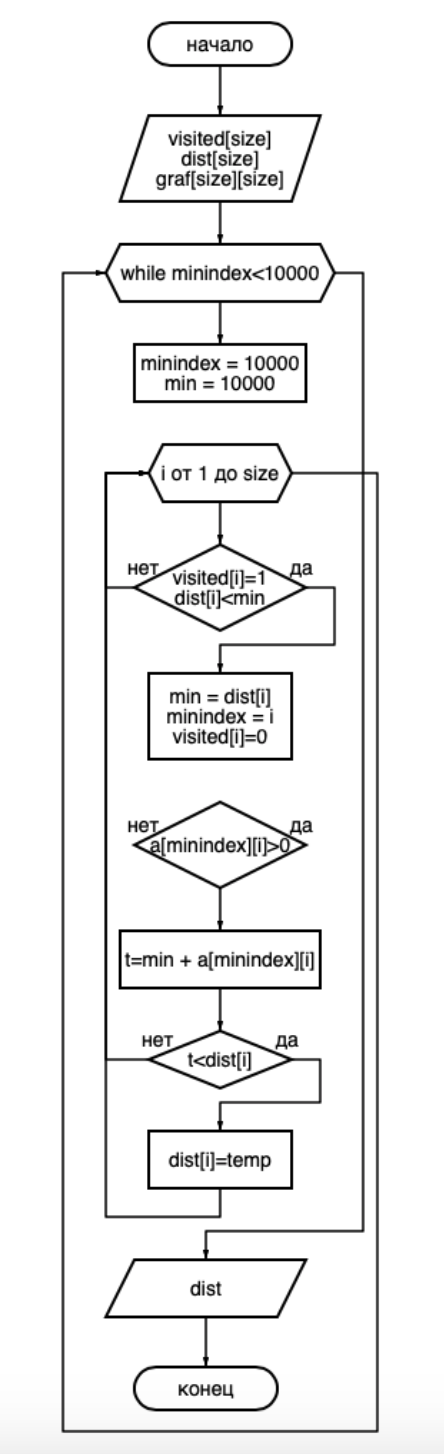 начало
visited[size]
dist[size]
graf[size][size]
while minindex<10000
minindex = 10000
min = 10000
i от 1 до size
нет
да
visited[i]=1
dist[i]<min
min = dist[i]
minindex = i
visited[i]=0
нет
да
a[minindex][i]>0
t=min + a[minindex][i]
нет
да
t<dist[i]
dist[i]=temp
dist
конец